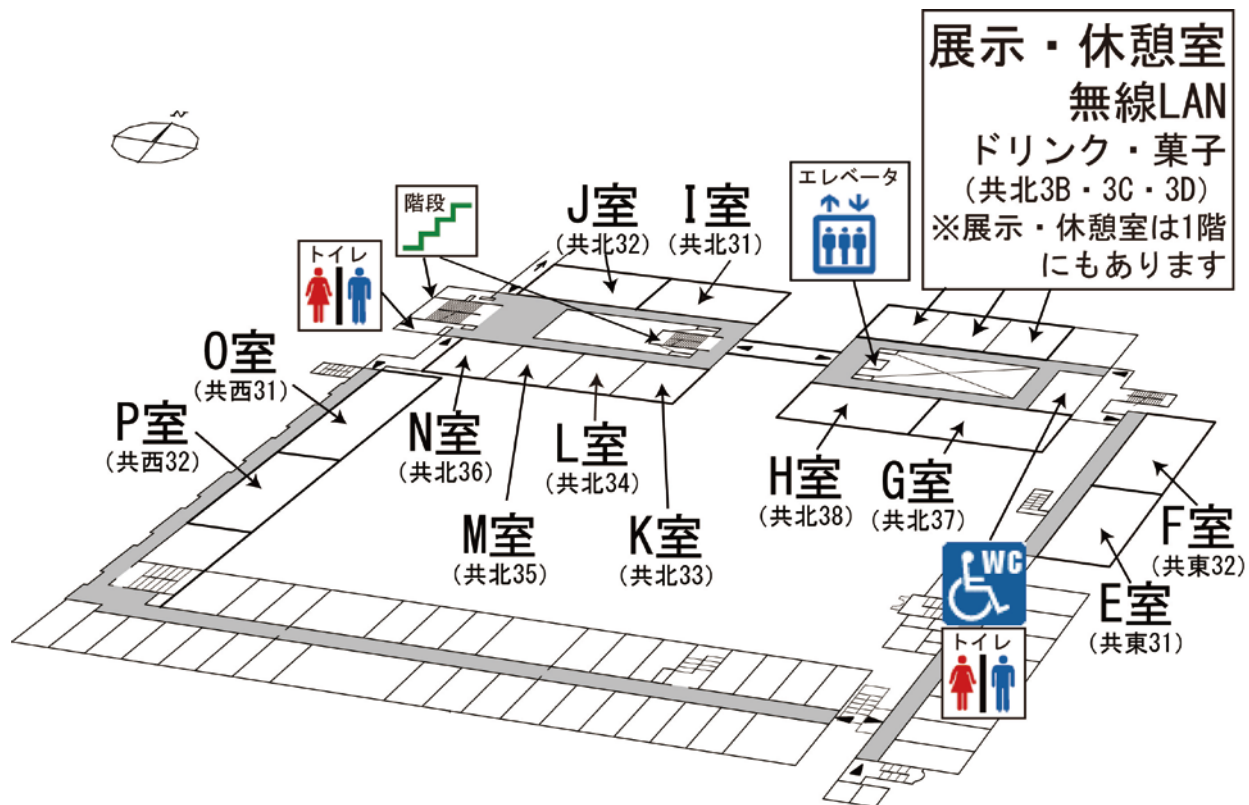 展示・休憩室
無線LAN
ドリンク・菓子
(共北3B・3C・3D)
※展示・休憩室は1階
にもあります
N
エレベータ
階段
トイレ
J室
(共北32)
I室
(共北31)
O室
(共西31)
P室
(共西32)
N室
(共北36)
M室
(共北35)
L室
(共北34)
K室
(共北33)
H室
(共北38)
G室
(共北37)
F室
(共東32)
E室
(共東31)
WC
トイレ